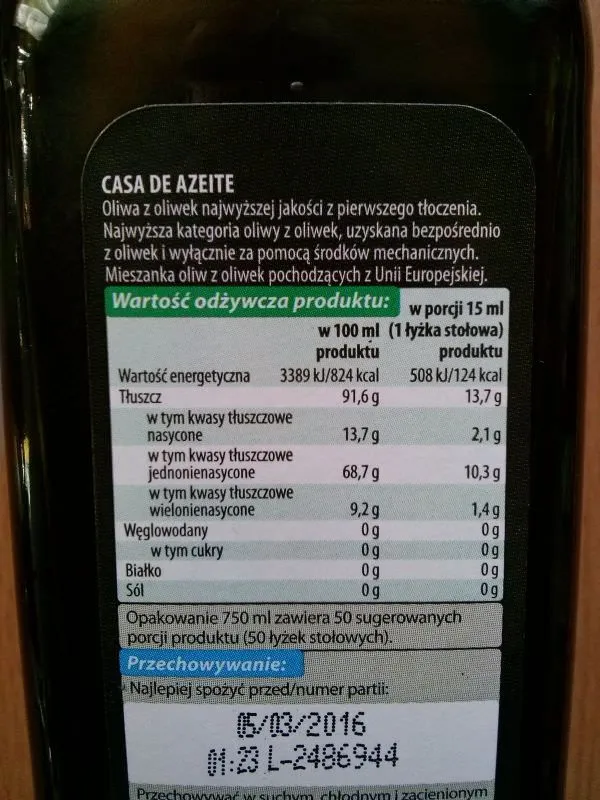 CASA DE AZEITE
Oliwa z oliwek najwyższej jakości z pierwszego tłoczenia.
Najwyższa kategoria oliwy z oliwek, uzyskana bezpośrednio
z oliwek i wyłącznie za pomocą środków mechanicznych.
Mieszanka oliw z oliwek pochodzących z Unii Europejskiej.
Wartość odżywcza produktu:
w 100 ml produktu
w porcji 15 ml (1 łyżka stołowa) produktu
Wartość energetyczna 3389 kJ/824 kcal 508 kJ/124 kcal
Tłuszcz 91,6 g 13,7 g
w tym kwasy tłuszczowe
nasycone 13,7 g 2,1 g
w tym kwasy tłuszczowe
jednonienasycone 68,7 g 10,3 g
w tym kwasy tłuszczowe
wielonienasycone 9,2 g 1,4 g
Węglowodany 0 g 0 g
w tym cukry 0 g 0 g
Białko 0 g 0 g
Sól 0 g 0 g
Opakowanie 750 ml zawiera 50 sugerowanych
porcji produktu (50 łyżek stołowych).
Przechowywanie:
Najlepiej spożyć przed/numer partii:
05/03/2016
01:23 L-2486944
Przechowywać w suchym, chłodnym i zacienionym